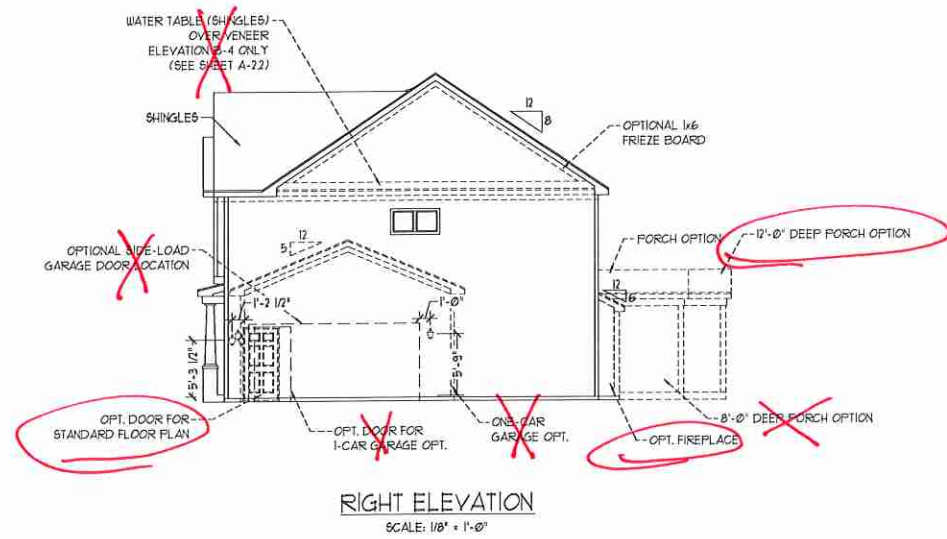 WATER TABLE (SHINGLES)
OVER VENEER
ELEVATION B-4 ONLY
(SEE SHEET A-2.2)
SHINGLES
12
8
OPTIONAL 1x6
FRIEZE BOARD
OPTIONAL SIDE-LOAD
GARAGE DOOR LOCATION
12
5
PORCH OPTION
12'-0" DEEP PORCH OPTION
12
6
1'-2 1/2"
1'-0"
5'-3 1/2"
5'-9"
OPT. DOOR FOR
STANDARD FLOOR PLAN
OPT. DOOR FOR
1-CAR GARAGE OPT.
ONE-CAR
GARAGE OPT.
OPT. FIREPLACE
8'-0" DEEP PORCH OPTION
RIGHT ELEVATION
SCALE: 1/8" = 1'-0"